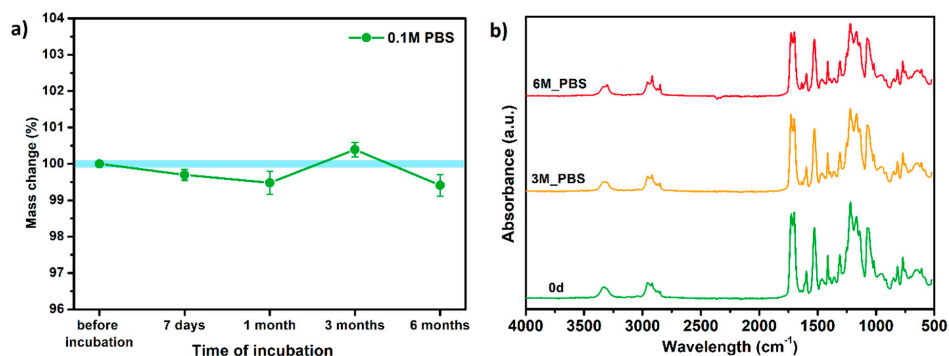 a)
0.1M PBS
Mass change (%)
104
103
102
101
100
99
98
97
96
before
incubation
7 days
1 month
3 months
6 months
Time of incubation
b)
Absorbance (a.u.)
6M_PBS
3M_PBS
0d
4000 3500 3000 2500 2000 1500 1000 500
Wavelength (cm⁻¹)